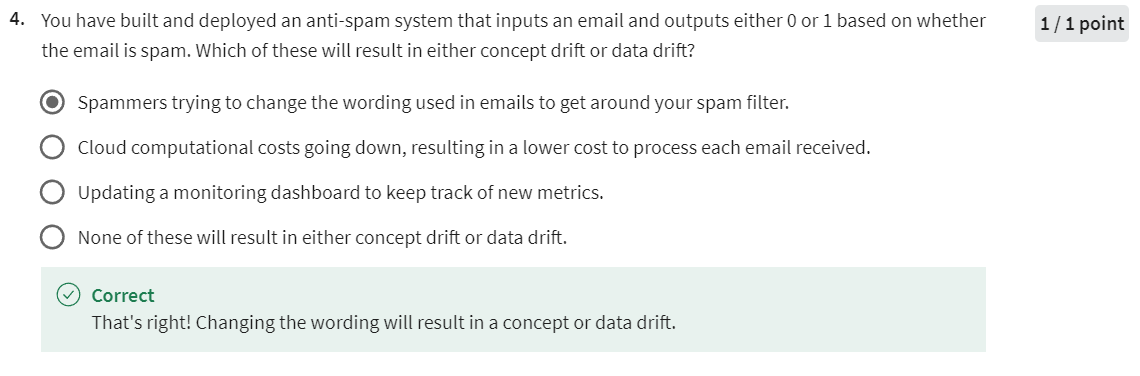 4. You have built and deployed an anti-spam system that inputs an email and outputs either 0 or 1 based on whether
the email is spam. Which of these will result in either concept drift or data drift?
1 / 1 point
Spammers trying to change the wording used in emails to get around your spam filter.
Cloud computational costs going down, resulting in a lower cost to process each email received.
Updating a monitoring dashboard to keep track of new metrics.
None of these will result in either concept drift or data drift.
Correct
That's right! Changing the wording will result in a concept or data drift.